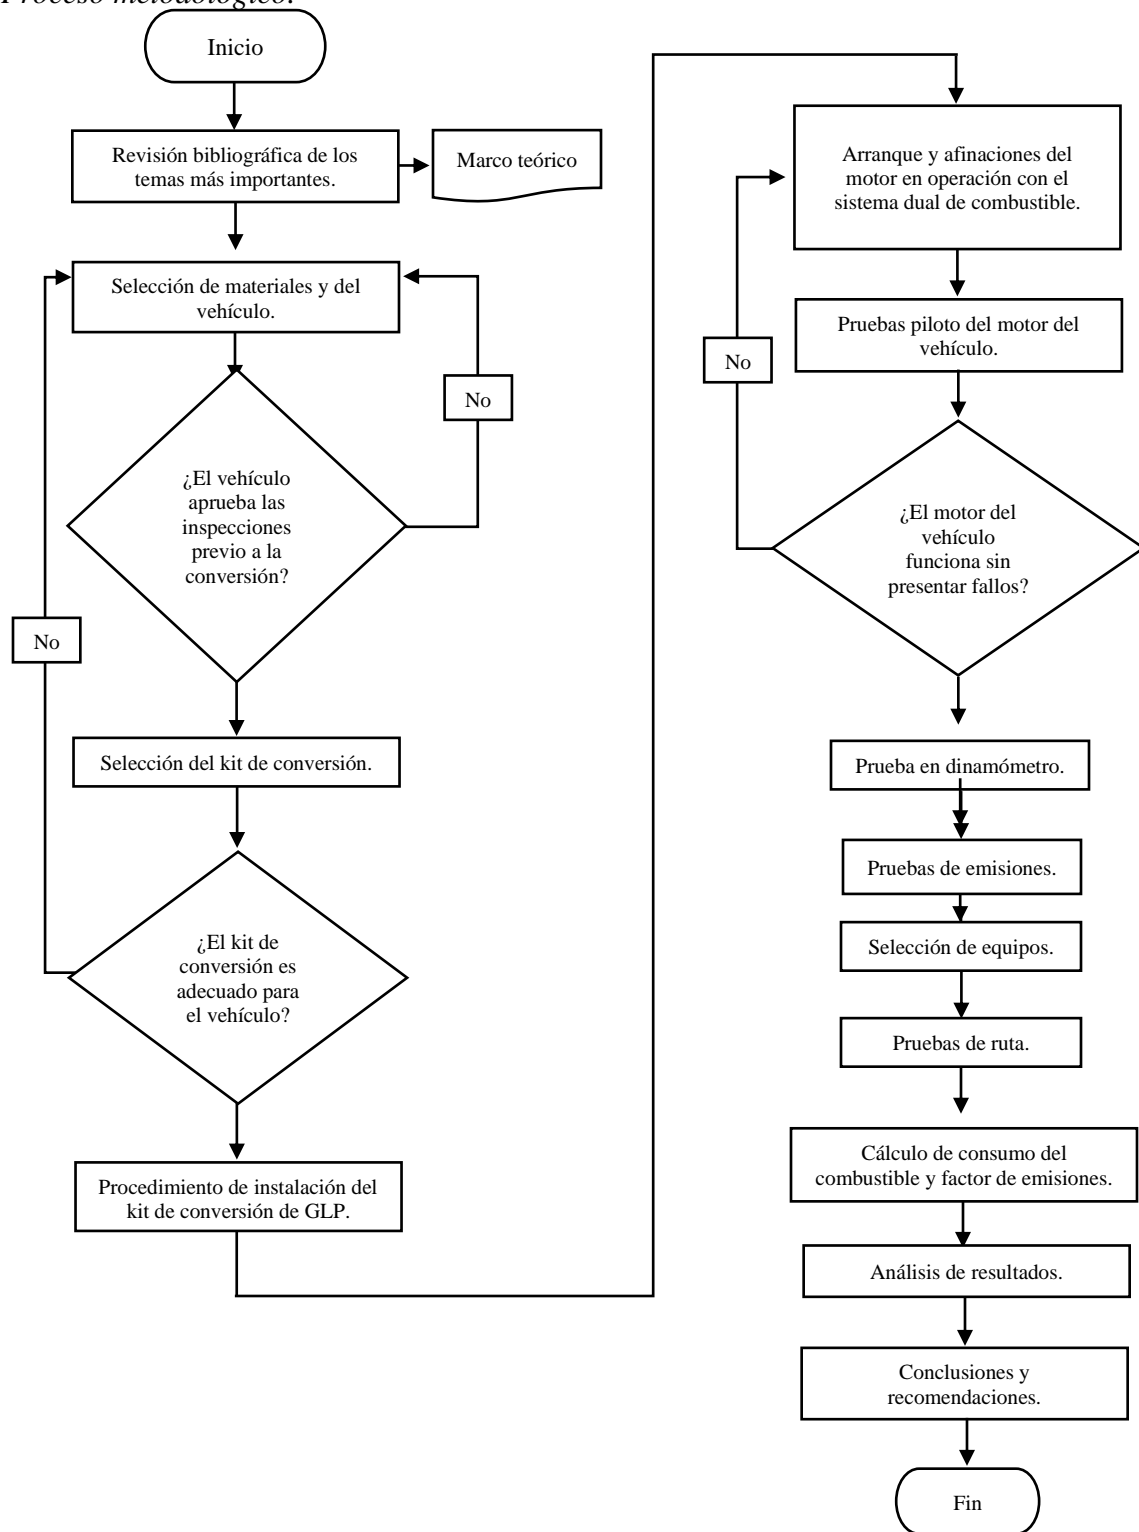 Proceso metodológico.
Inicio
Revisión bibliográfica de los
temas más importantes.
Marco teórico
Selección de materiales y del
vehículo.
No
¿El vehículo
aprueba las
inspecciones
previo a la
conversión?
No
Selección del kit de conversión.
¿El kit de
conversión es
adecuado para
el vehículo?
Procedimiento de instalación del
kit de conversión de GLP.
Arranque y afinaciones del
motor en operación con el
sistema dual de combustible.
Pruebas piloto del motor del
vehículo.
No
¿El motor del
vehículo
funciona sin
presentar fallos?
Prueba en dinamómetro.
Pruebas de emisiones.
Selección de equipos.
Pruebas de ruta.
Cálculo de consumo del
combustible y factor de emisiones.
Análisis de resultados.
Conclusiones y
recomendaciones.
Fin